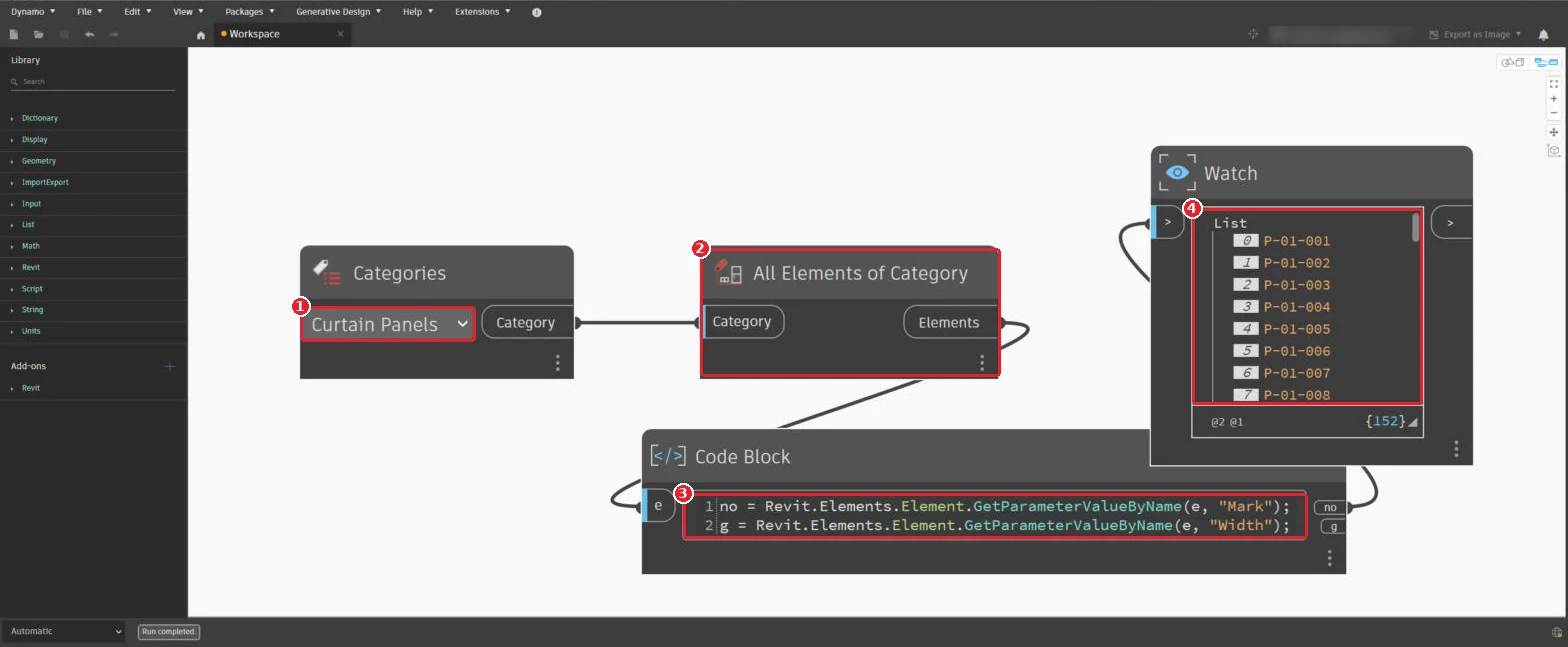 Dynamo File Edit View Packages Generative Design Help Extensions
Workspace
Export as Image
Library
Search
Dictionary
Display
Geometry
ImportExport
Input
List
Math
Revit
Script
String
Units
Add-ons
Revit
1
Categories
Curtain Panels
Category
2
All Elements of Category
Category
Elements
3
Code Block
e
1 no = Revit.Elements.Element.GetParameterValueByName(e, "Mark");
2 g = Revit.Elements.Element.GetParameterValueByName(e, "Width");
no
g
4
Watch
>
List
0 P-01-001
1 P-01-002
2 P-01-003
3 P-01-004
4 P-01-005
5 P-01-006
6 P-01-007
7 P-01-008
@2 @1 {152}
>
Automatic
Run completed.